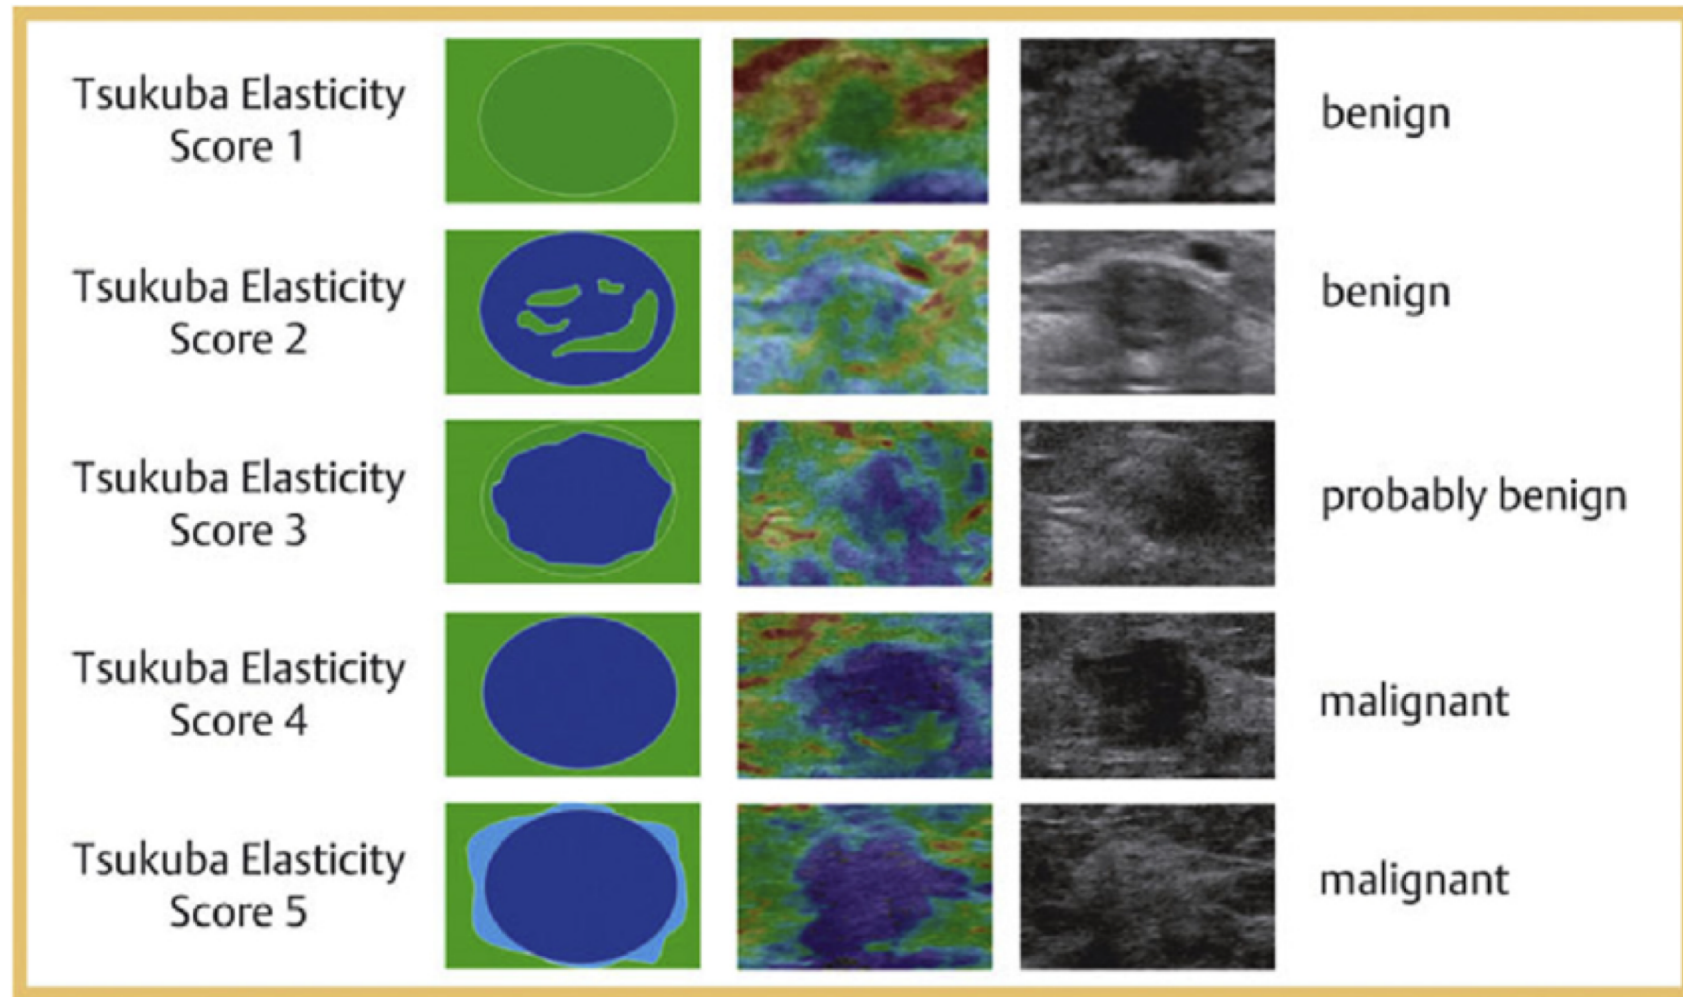 Tsukuba Elasticity
Score 1
benign
Tsukuba Elasticity
Score 2
benign
Tsukuba Elasticity
Score 3
probably benign
Tsukuba Elasticity
Score 4
malignant
Tsukuba Elasticity
Score 5
malignant